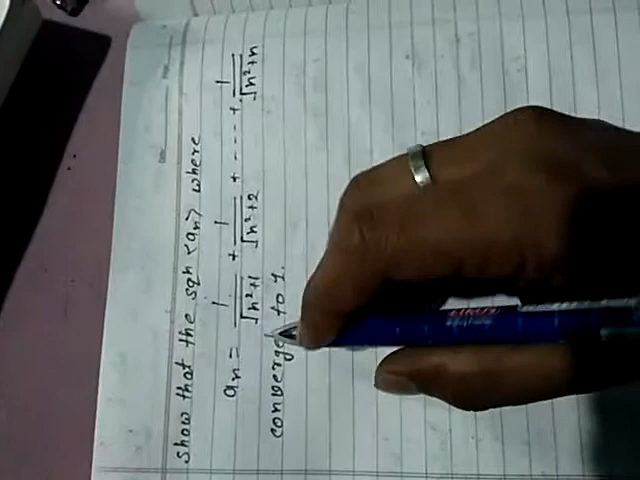 show that the sqn <an> where
an = 1/√n²+1 + 1/√n²+2 + --- + 1/√n²+n
converge to 1.